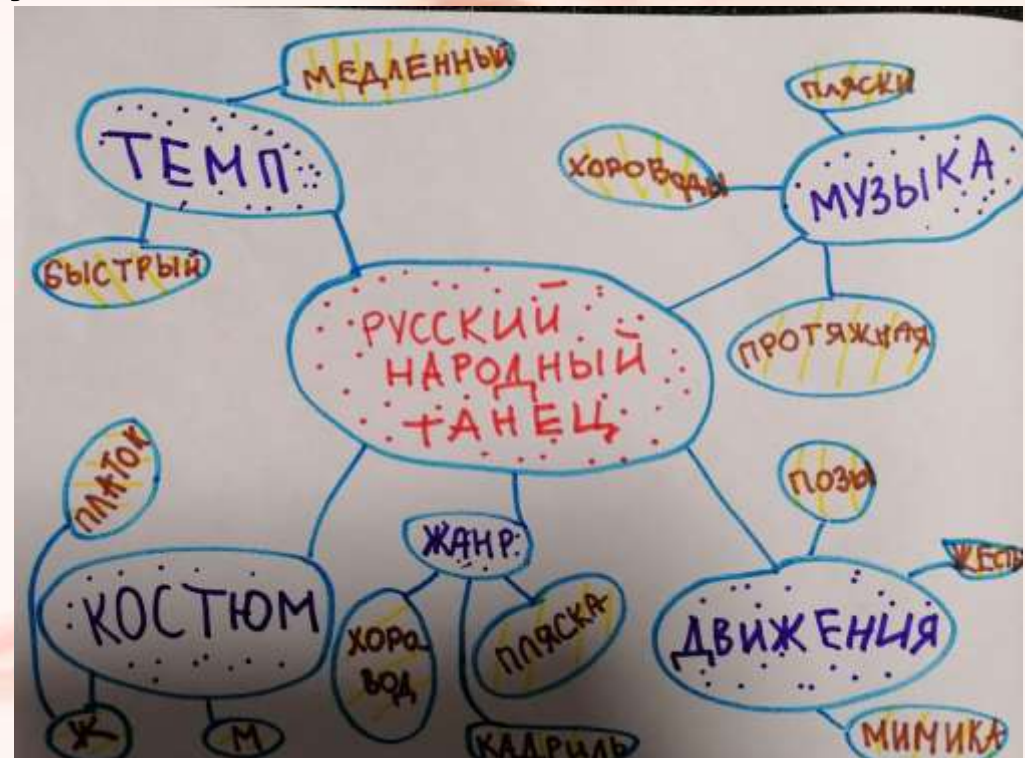 МЕДЛЕННЫЙ
ТЕМП
БЫСТРЫЙ
ПЛЯСКИ
ХОРОВОДЫ
МУЗЫКА
ПРОТЯЖНАЯ
РУССКИЙ
НАРОДНЫЙ
ТАНЕЦ
ПЛАТОК
КОСТЮМ
Ж
М
ЖАНР:
ХОРО
ВОД
ПЛЯСКА
КАДРИЛЬ
ПОЗЫ
ЖЕСТЫ
ДВИЖЕНИЯ
МИМИКА